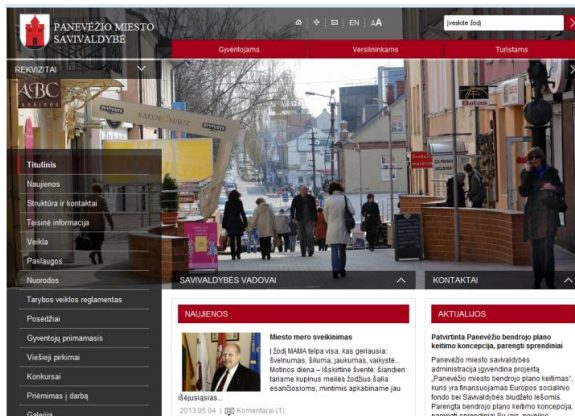 PANEVĖŽIO MIESTO
SAVIVALDYBĖ
EN
AA
Įveskite žodį
Gyventojams
Verslininkams
Turistams
REKVIZITAI
ABC
Titulinis
Naujienos
Struktūra ir kontaktai
Teisinė informacija
Veikla
Paslaugos
Nuorodos
Tarybos veiklos reglamentas
Posėdžiai
Gyventojų priimamasis
Viešieji pirkimai
Konkursai
Priėmimas į darbą
Galerija
SAVIVALDYBĖS VADOVAI
KONTAKTAI
NAUJIENOS
Miesto mero sveikinimas
Į žodį MAMA telpa visa, kas geriausia:
švelnumas, šiluma, jaukumas, vaikystė...
Motinos diena – išskirtinė šventė: šiandien
tariame kupinus meilės žodžius šalia
esančiosioms, mintimis apkabiname jau
išėjusiąsias...
2013.05.04 | Komentarai (1)
AKTUALIJOS
Patvirtinta Panevėžio bendrojo plano
keitimo koncepcija, parengti sprendiniai
Panevėžio miesto savivaldybės
administracija įgyvendina projektą
„Panevėžio miesto bendrojo plano keitimas“,
kuris yra finansuojamas Europos socialinio
fondo bei Savivaldybės biudžeto lėšomis.
Parengta bendrojo plano keitimo koncepcija,